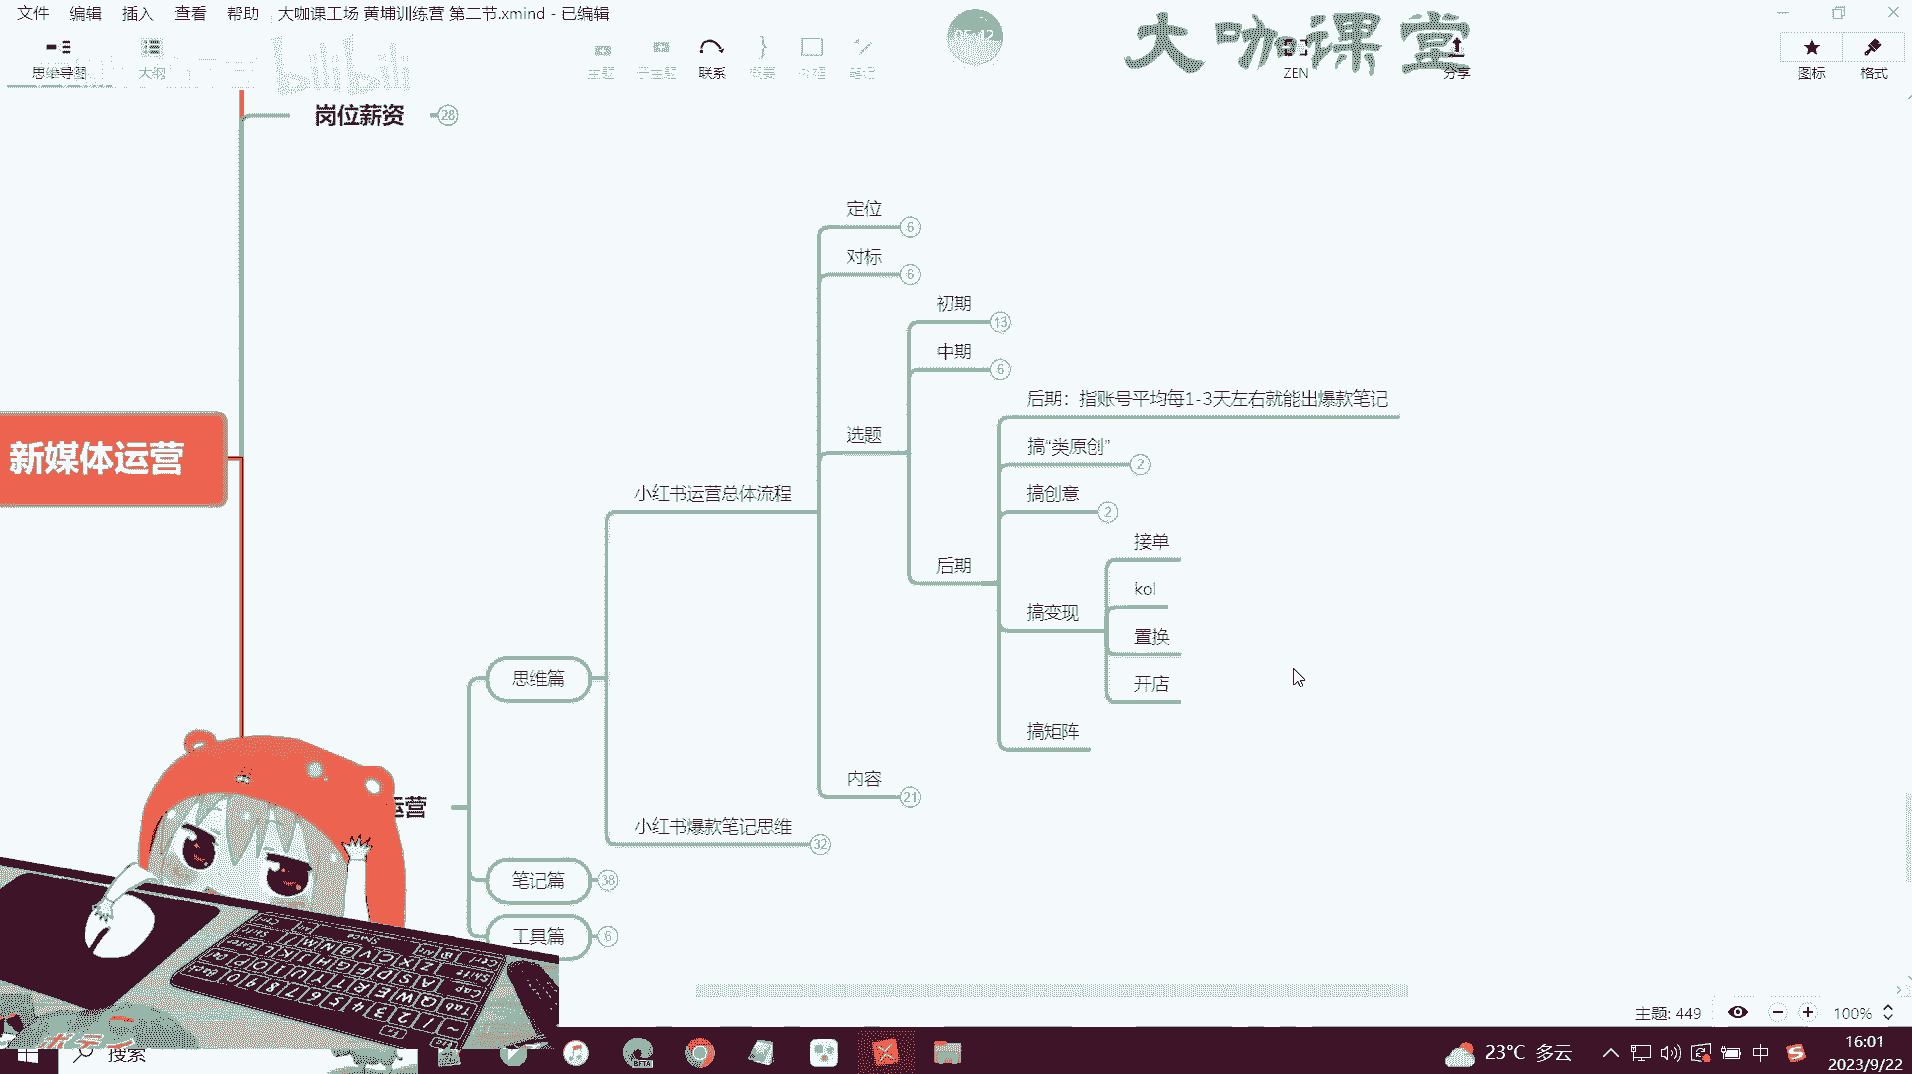 文件 编辑 插入 查看 帮助 大咖课工场 黄埔训练营 第二节.xmind - 已编辑
思维导图 大纲 主题 子主题 联系 概要 外框 笔记 ZEN 分享 图标 格式
bilibili
05:42
大咖课堂
岗位薪资 28
定位 6
对标 6
初期 13
中期 6
后期：指账号平均每1-3天左右就能出爆款笔记
选题
搞“类原创” 2
新媒体运营
小红书运营总体流程
搞创意 2
接单
后期
kol
搞变现
置换
思维篇
开店
搞矩阵
内容 21
运营
小红书爆款笔记思维 32
笔记篇 38
工具篇 6
主题: 449 100%
搜索
BETA
23°C 多云
中
16:01
2023/9/22